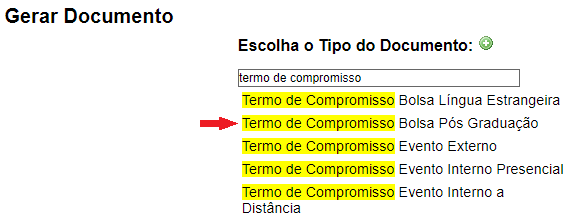 Gerar Documento
Escolha o Tipo do Documento:
termo de compromisso
Termo de Compromisso Bolsa Língua Estrangeira
Termo de Compromisso Bolsa Pós Graduação
Termo de Compromisso Evento Externo
Termo de Compromisso Evento Interno Presencial
Termo de Compromisso Evento Interno a
Distância